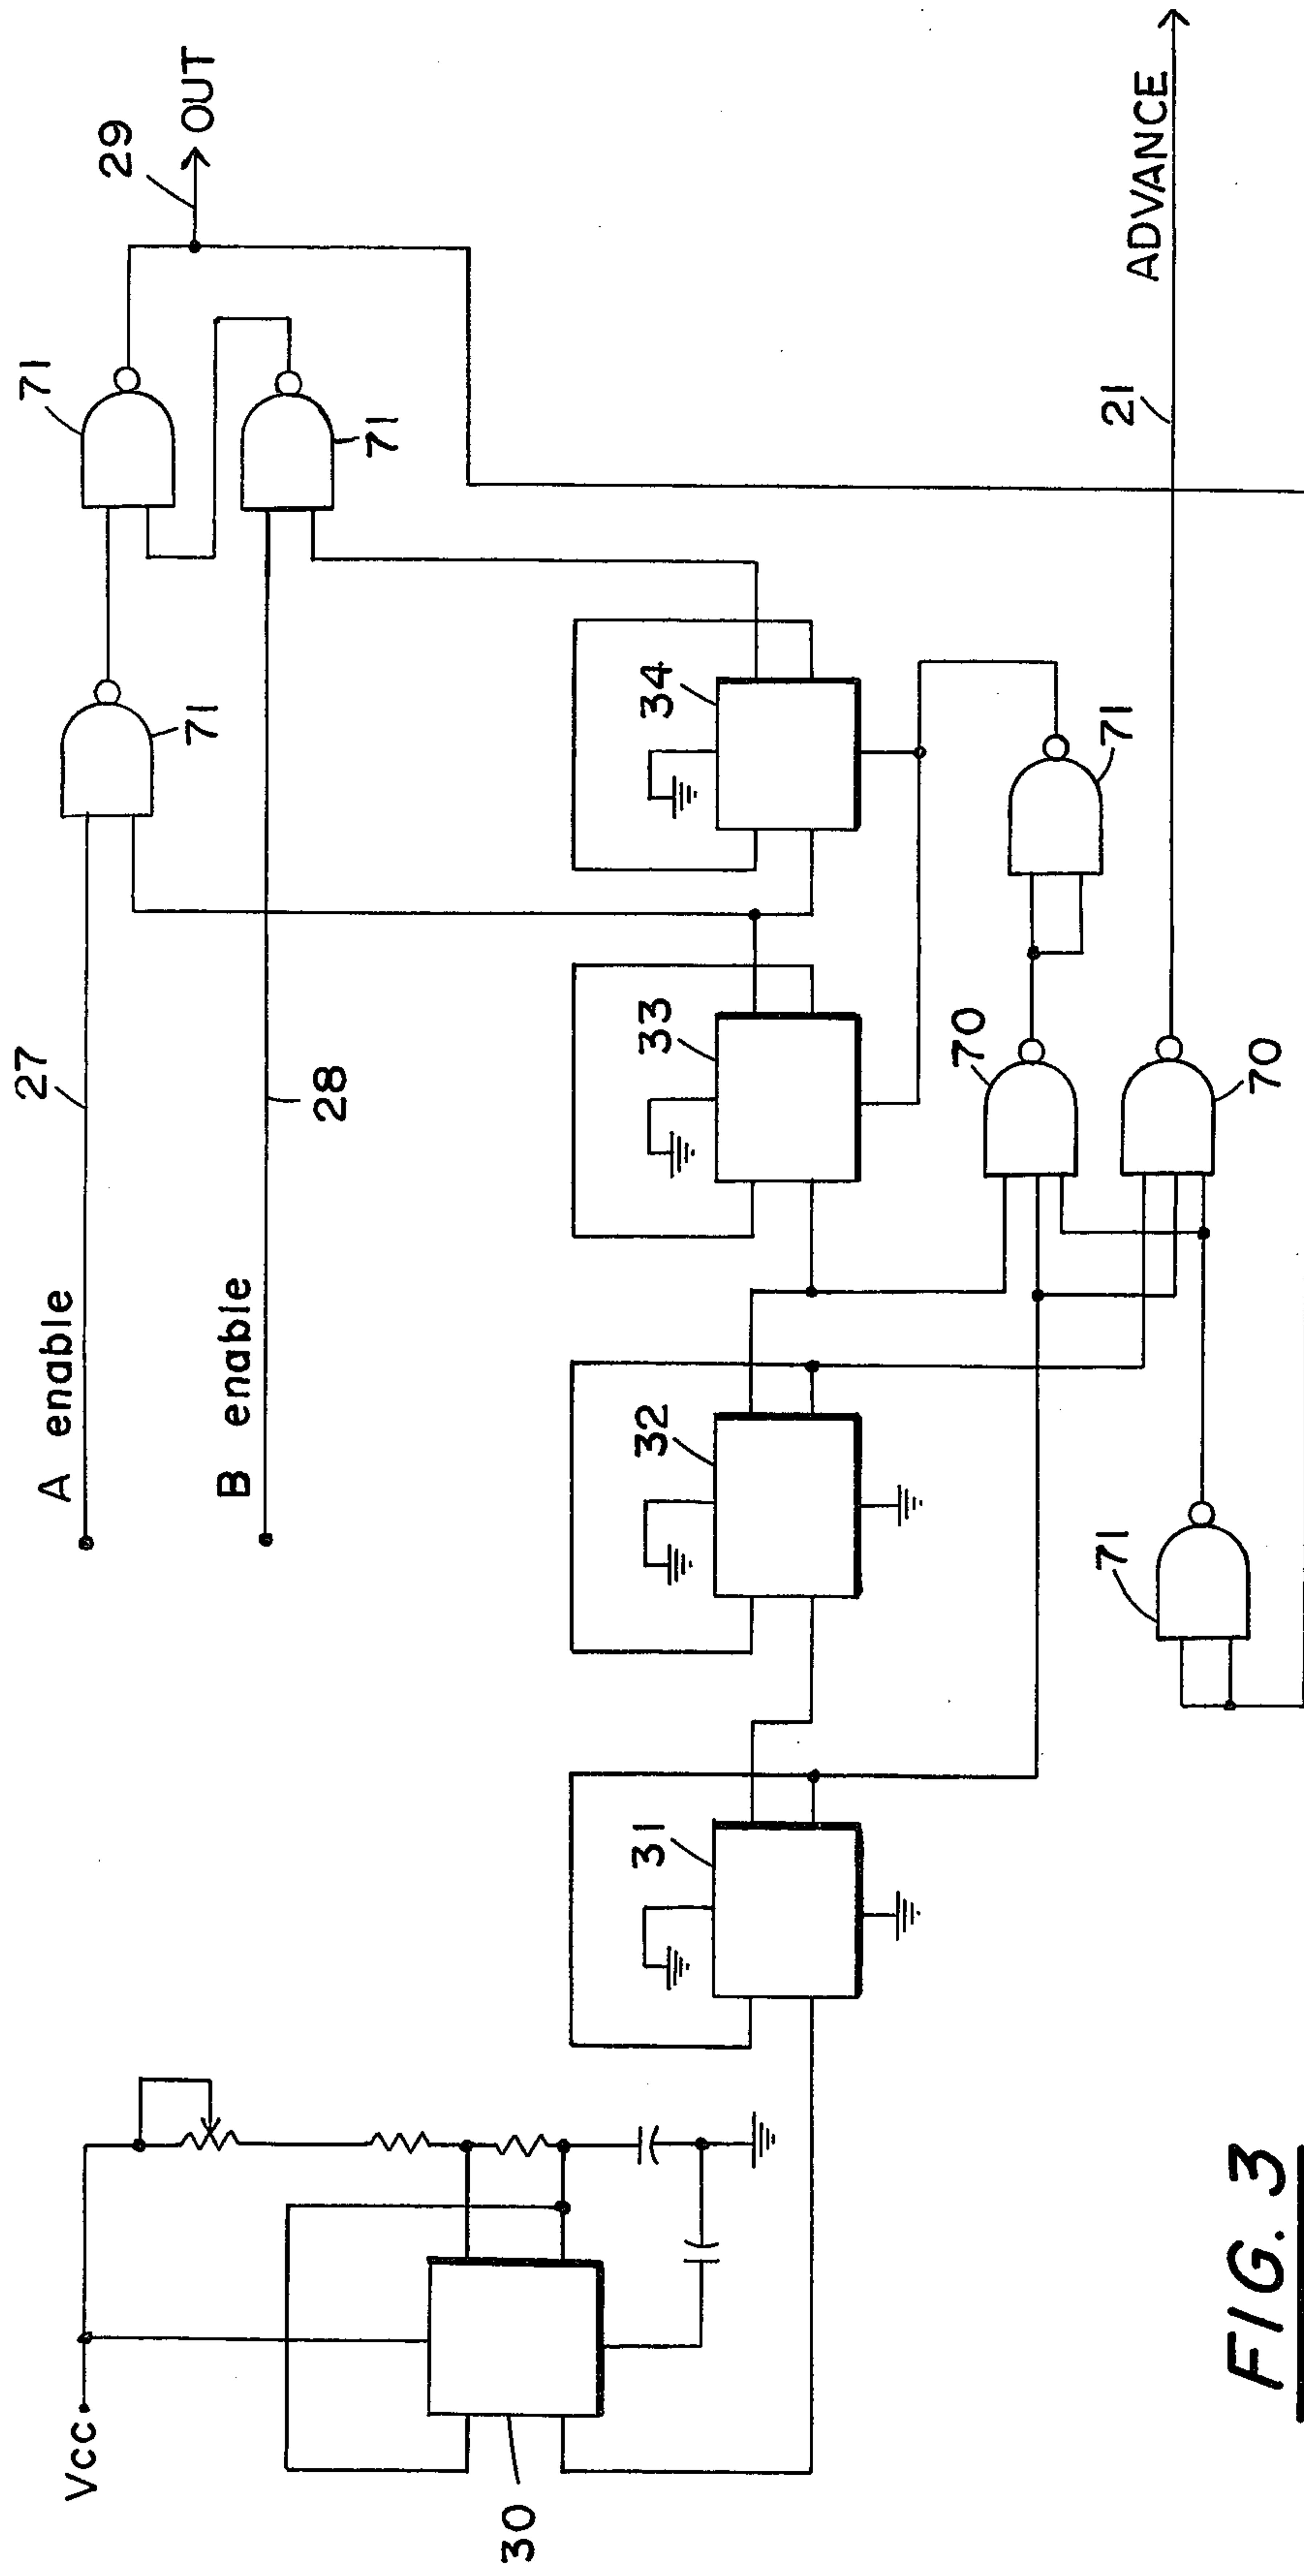 Vcc
30
A enable
27
B enable
28
71
71
71
29
OUT
31
32
33
34
70
71
70
71
21
ADVANCE
FIG. 3